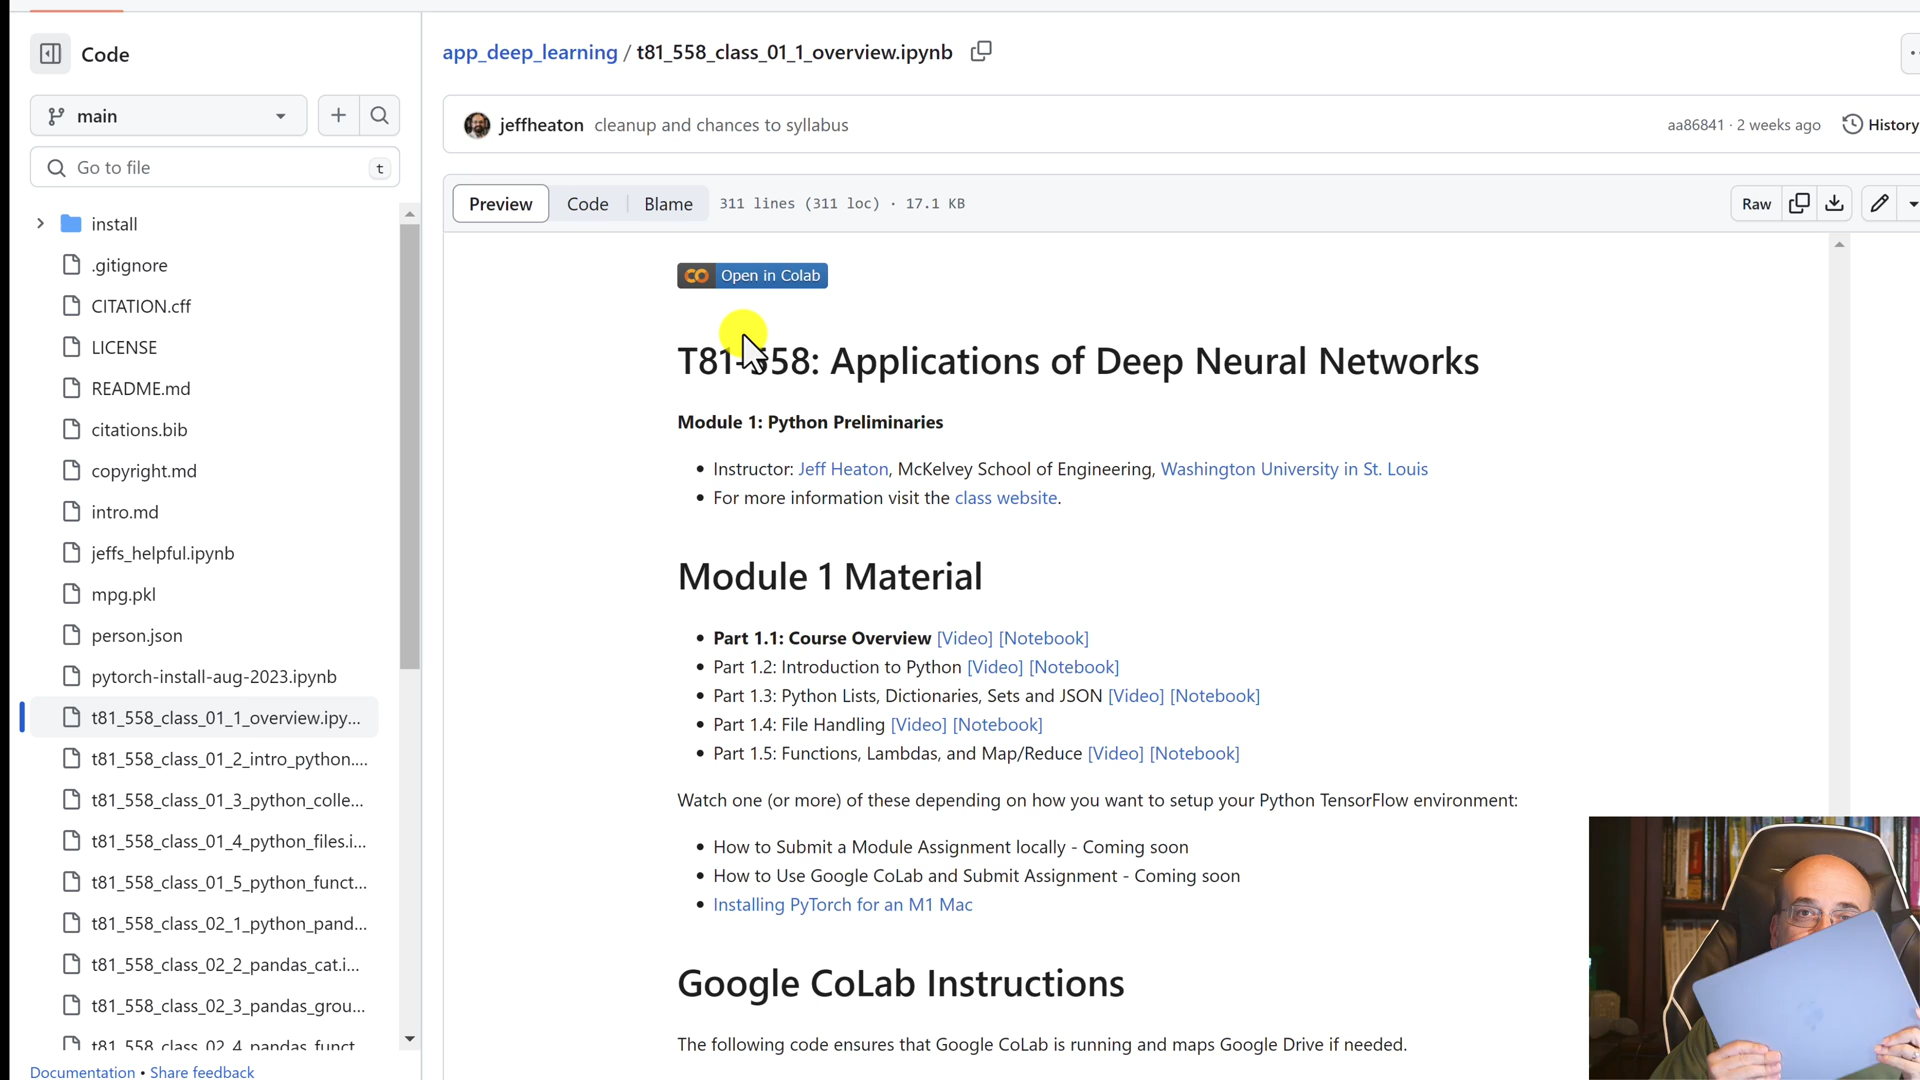 Code
main
Go to file
t
install
.gitignore
CITATION.cff
LICENSE
README.md
citations.bib
copyright.md
intro.md
jeffs_helpful.ipynb
mpg.pkl
person.json
pytorch-install-aug-2023.ipynb
t81_558_class_01_1_overview.ipy...
t81_558_class_01_2_intro_python....
t81_558_class_01_3_python_colle...
t81_558_class_01_4_python_files.i...
t81_558_class_01_5_python_funct...
t81_558_class_02_1_python_pand...
t81_558_class_02_2_pandas_cat.i...
t81_558_class_02_3_pandas_grou...
t81_558_class_02_4_pandas_funct
Documentation • Share feedback
app_deep_learning / t81_558_class_01_1_overview.ipynb
jeffheaton cleanup and chances to syllabus
aa86841 · 2 weeks ago History
Preview Code Blame 311 lines (311 loc) · 17.1 KB
Raw
CO Open in Colab
T81-558: Applications of Deep Neural Networks
Module 1: Python Preliminaries
• Instructor: Jeff Heaton, McKelvey School of Engineering, Washington University in St. Louis
• For more information visit the class website.
Module 1 Material
• Part 1.1: Course Overview [Video] [Notebook]
• Part 1.2: Introduction to Python [Video] [Notebook]
• Part 1.3: Python Lists, Dictionaries, Sets and JSON [Video] [Notebook]
• Part 1.4: File Handling [Video] [Notebook]
• Part 1.5: Functions, Lambdas, and Map/Reduce [Video] [Notebook]
Watch one (or more) of these depending on how you want to setup your Python TensorFlow environment:
• How to Submit a Module Assignment locally - Coming soon
• How to Use Google CoLab and Submit Assignment - Coming soon
• Installing PyTorch for an M1 Mac
Google CoLab Instructions
The following code ensures that Google CoLab is running and maps Google Drive if needed.